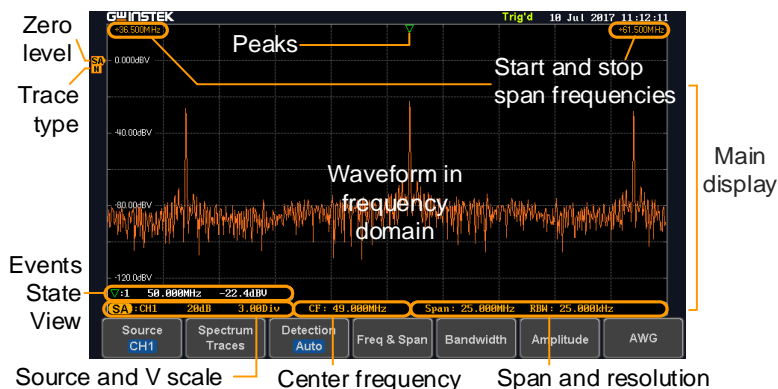 GWINSTEK
Trig'd 10 Jul 2017 11:12:11
Zero level
+36.500MHz
Peaks
+61.500MHz
SA
0.000dBV
N
Start and stop span frequencies
Trace type
-40.00dBV
Main display
Waveform in frequency domain
-80.00dBV
Events State View
-120.0dBV
▽:1 50.000MHz -22.4dBV
SA :CH1 20dB 3.00Div
CF: 49.000MHz
Span: 25.000MHz RBW: 25.000kHz
Source CH1
Spectrum Traces
Detection Auto
Freq & Span
Bandwidth
Amplitude
AWG
Source and V scale
Center frequency
Span and resolution